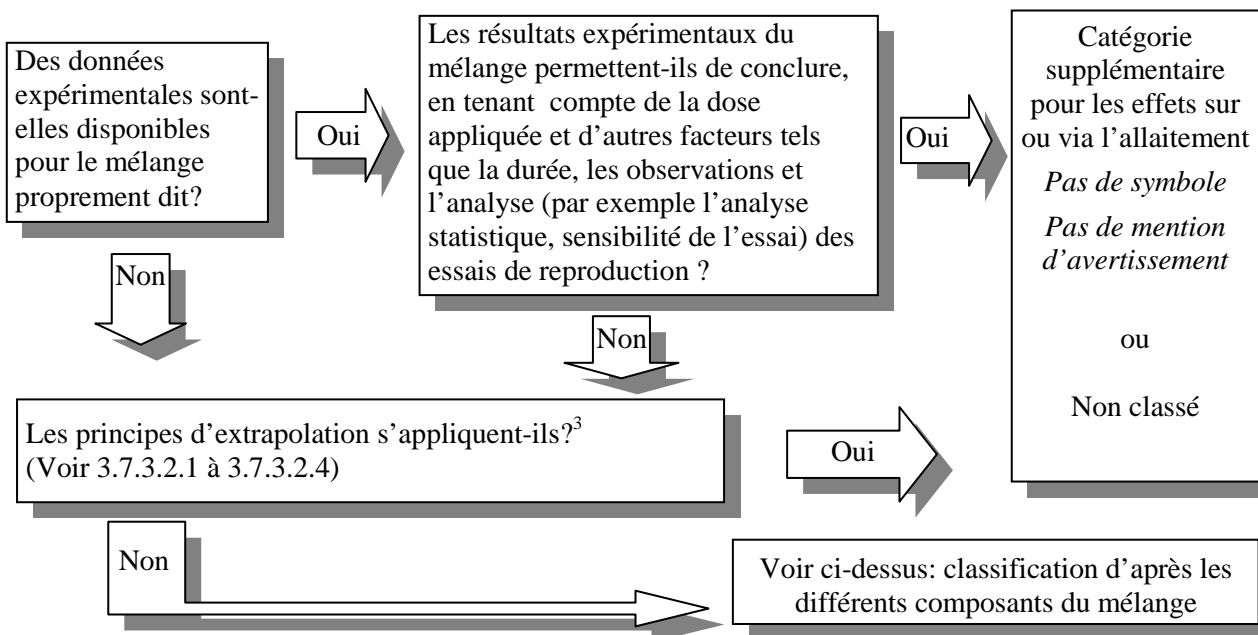 Des données
expérimentales sont-
elles disponibles
pour le mélange
proprement dit?
Oui
Les résultats expérimentaux du
mélange permettent-ils de conclure,
en tenant compte de la dose
appliquée et d'autres facteurs tels
que la durée, les observations et
l'analyse (par exemple l'analyse
statistique, sensibilité de l'essai) des
essais de reproduction ?
Oui
Catégorie
supplémentaire
pour les effets sur
ou via l'allaitement
Pas de symbole
Pas de mention
d'avertissement
ou
Non classé
Non
Non
Les principes d'extrapolation s'appliquent-ils?3
(Voir 3.7.3.2.1 à 3.7.3.2.4)
Oui
Non
Voir ci-dessus: classification d'après les
différents composants du mélange